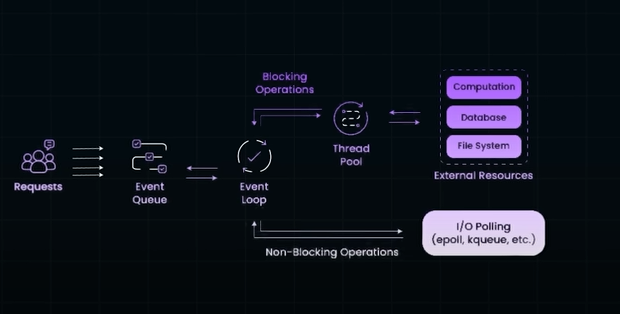 Blocking
Operations
Computation
Database
File System
Thread
Pool
External Resources
Requests
Event
Queue
Event
Loop
I/O Polling
(epoll, kqueue, etc.)
Non-Blocking Operations